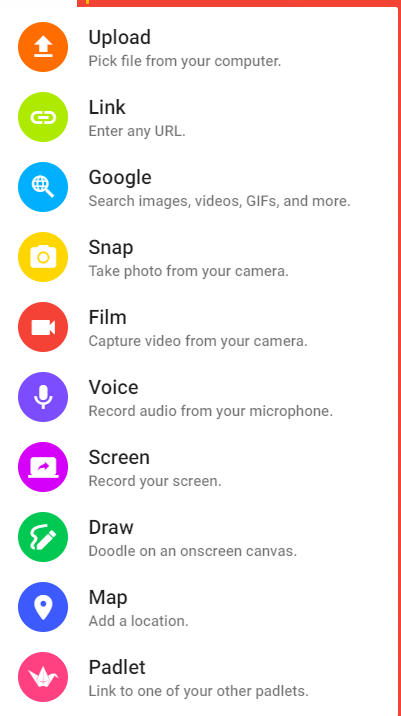 Upload
Pick file from your computer.
Link
Enter any URL.
Google
Search images, videos, GIFs, and more.
Snap
Take photo from your camera.
Film
Capture video from your camera.
Voice
Record audio from your microphone.
Screen
Record your screen.
Draw
Doodle on an onscreen canvas.
Map
Add a location.
Padlet
Link to one of your other padlets.